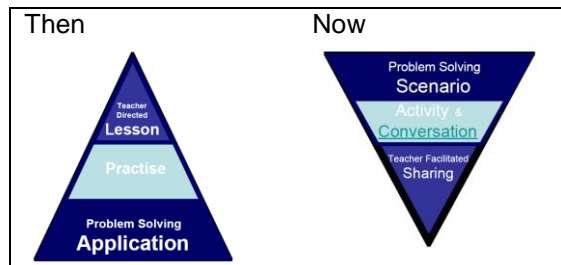 Then
Teacher
Directed
Lesson
Practise
Problem Solving
Application
Now
Problem Solving
Scenario
Activity &
Conversation
Teacher Facilitated
Sharing